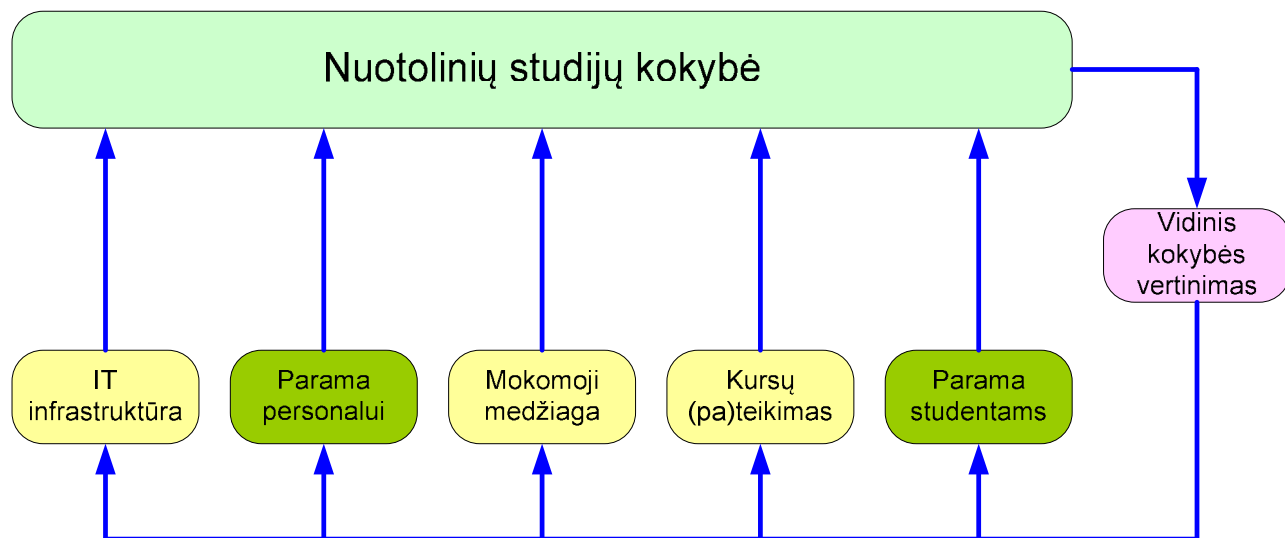 Nuotolinių studijų kokybė
Vidinis
kokybės
vertinimas
IT
infrastruktūra
Parama
personalui
Mokomoji
medžiaga
Kursų
(pa)teikimas
Parama
studentams